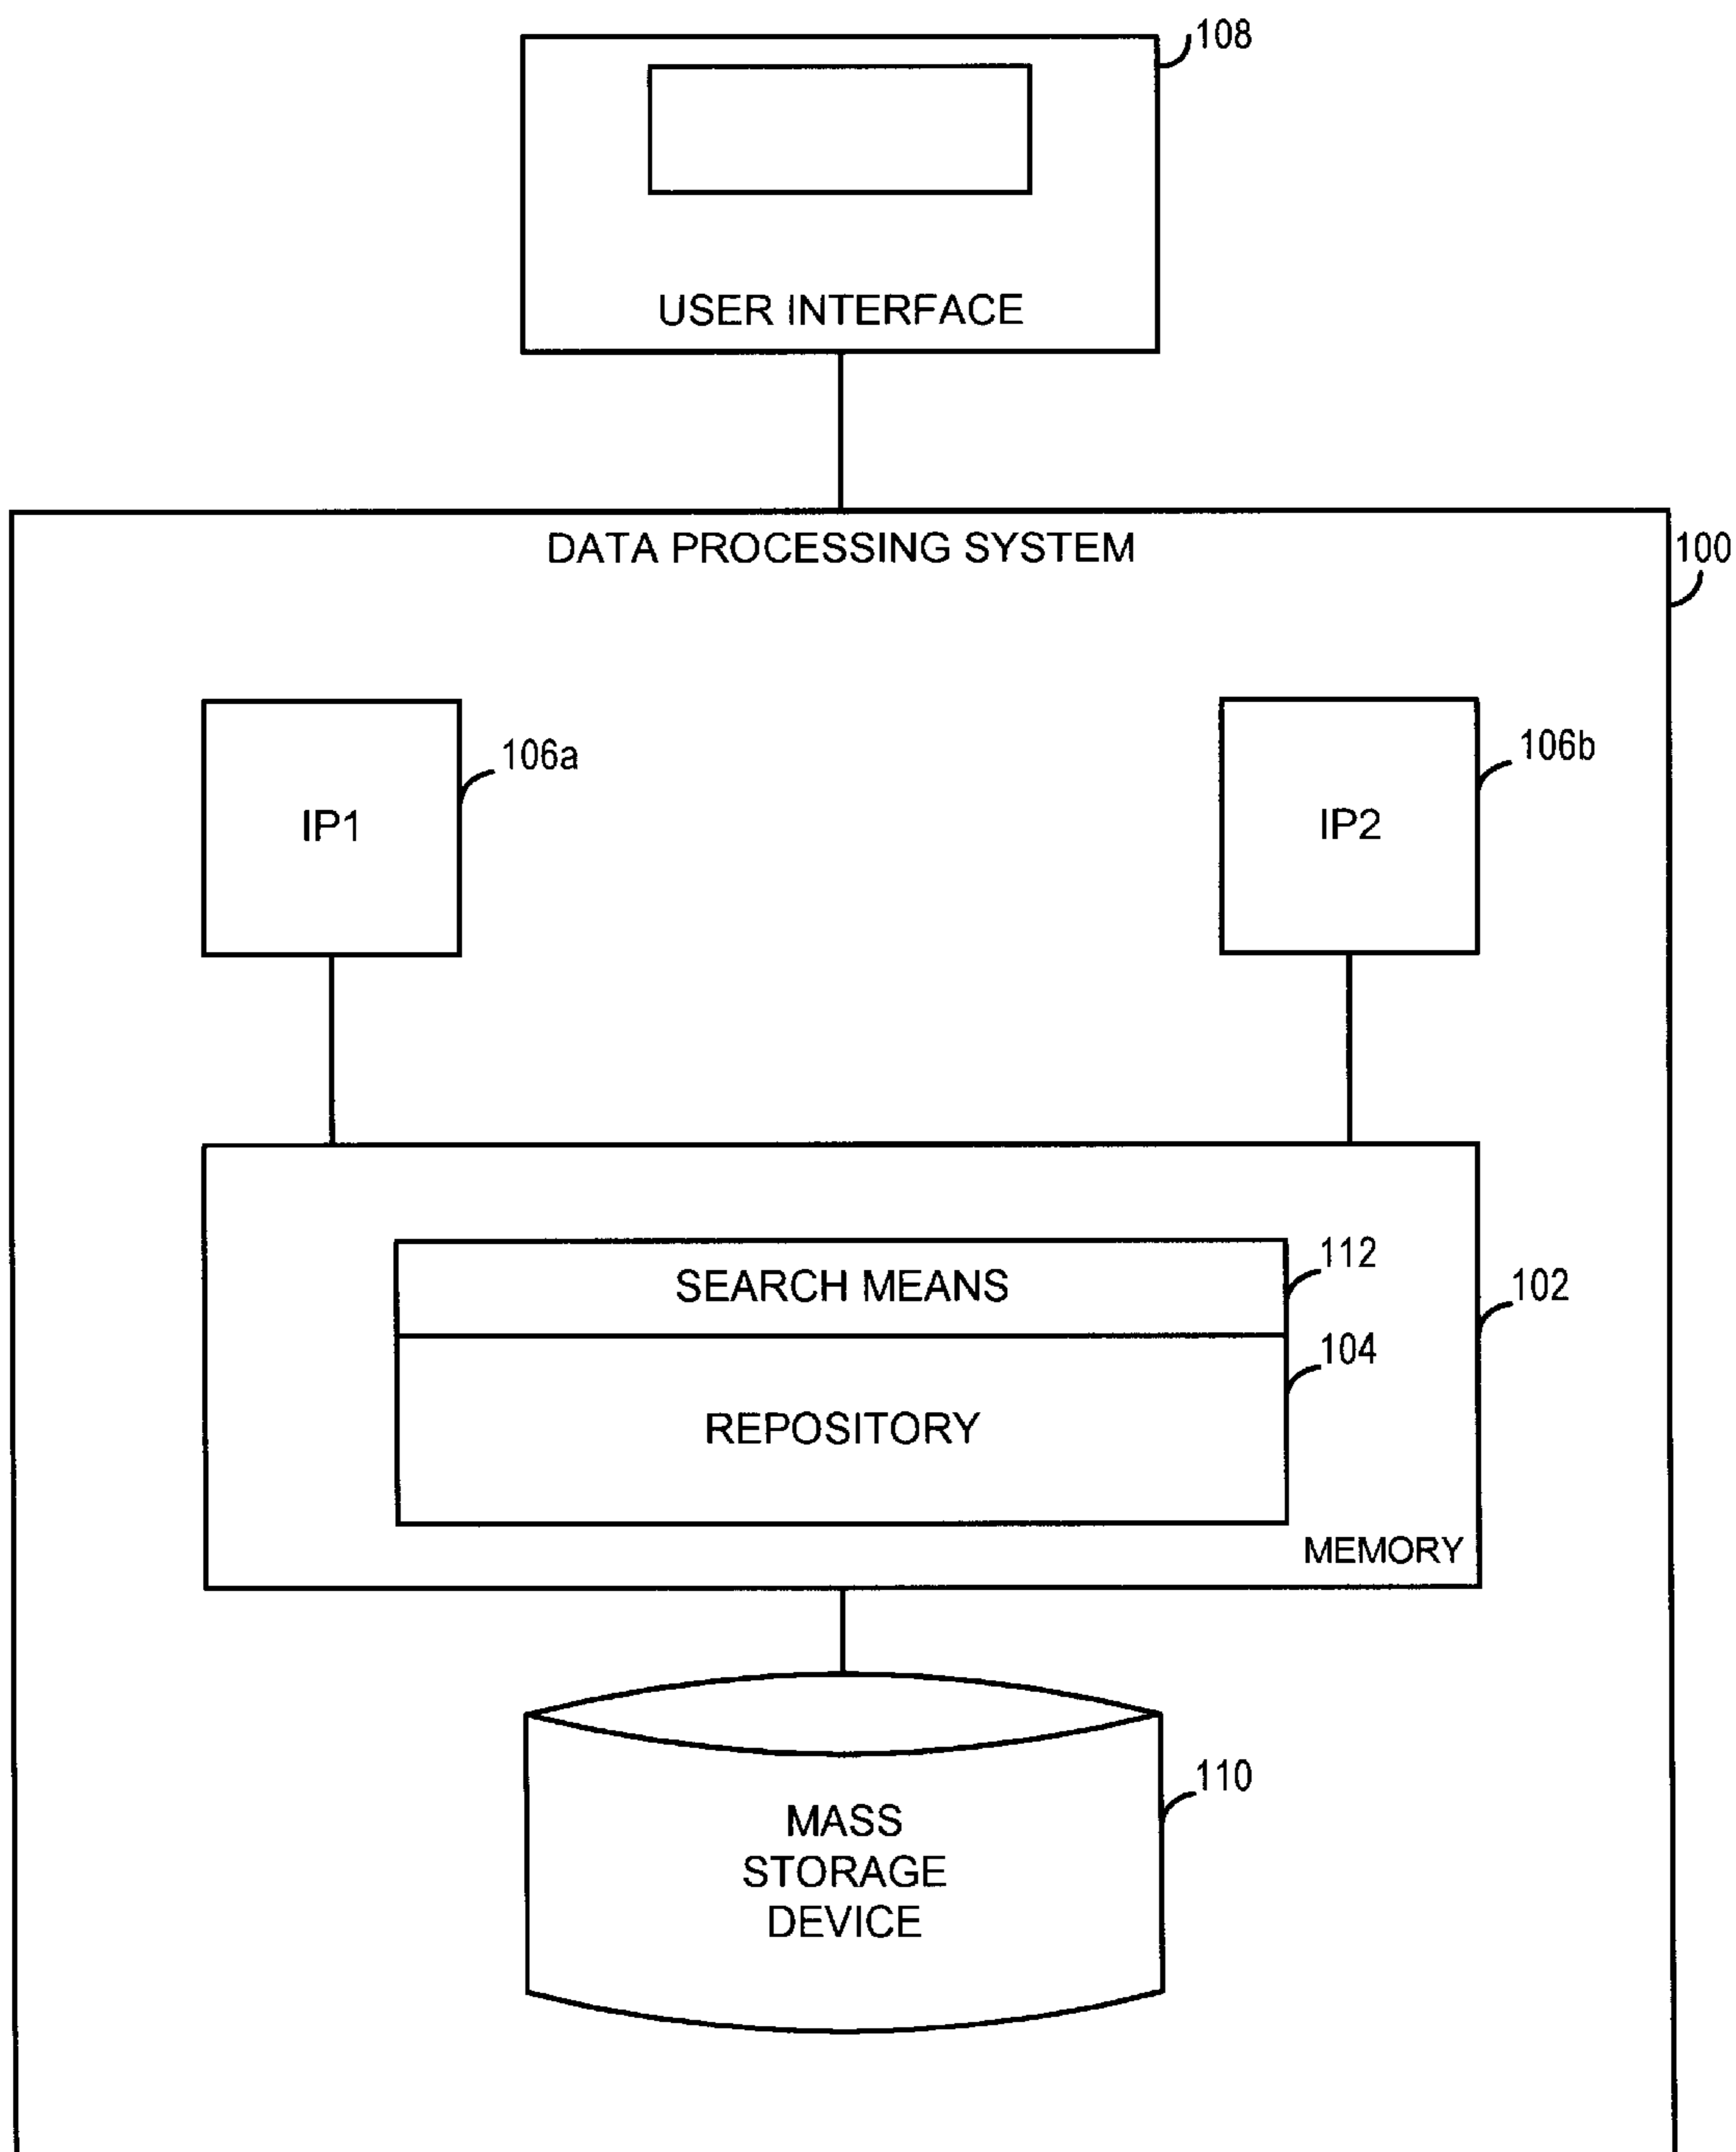 108
USER INTERFACE
DATA PROCESSING SYSTEM
100
106a
106b
IP1
IP2
112
SEARCH MEANS
102
104
REPOSITORY
MEMORY
110
MASS
STORAGE
DEVICE